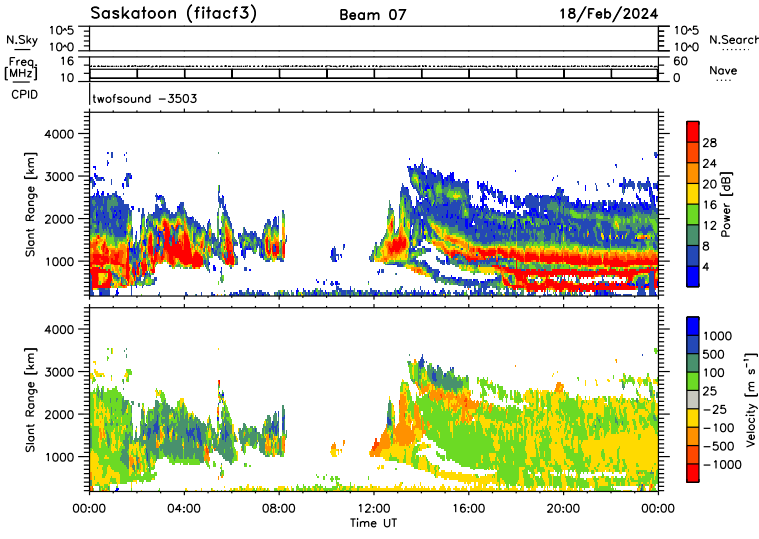 Saskatoon (fitacf3) Beam 07 18/Feb/2024
N.Sky 10^5 10^0 10^5 10^0 N.Search
Freq. [MHz] 16 10 60 0 Nave
CPID twofsound -3503
Slant Range [km] 4000 3000 2000 1000
28 24 20 16 12 8 4 Power [dB]
Slant Range [km] 4000 3000 2000 1000
1000 500 100 25 -25 -100 -500 -1000 Velocity [m s⁻¹]
00:00 04:00 08:00 12:00 16:00 20:00 00:00
Time UT